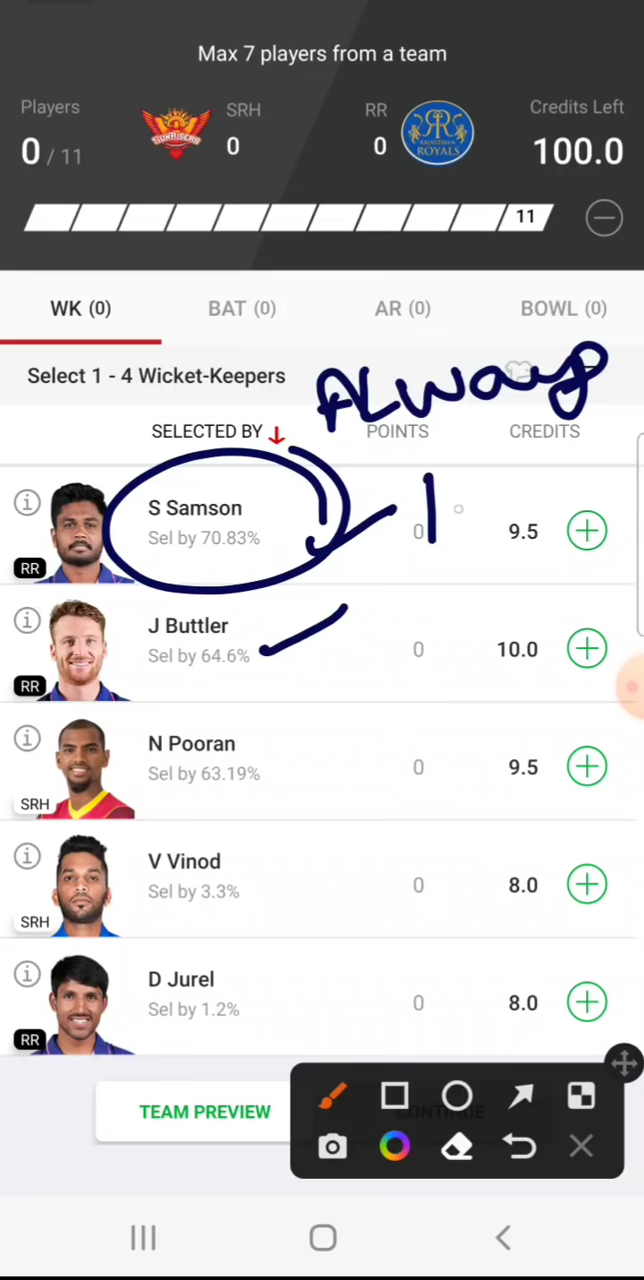 Max 7 players from a team
Players SRH RR Credits Left
0 / 11 0 0 100.0
SUNRISERS
RAJASTHAN
ROYALS
11
WK (0) BAT (0) AR (0) BOWL (0)
Select 1 - 4 Wicket-Keepers
ALWays
SELECTED BY ↓ POINTS CREDITS
S Samson
Sel by 70.83% 0 9.5
RR
1
J Buttler
Sel by 64.6% 0 10.0
RR
N Pooran
Sel by 63.19% 0 9.5
SRH
V Vinod
Sel by 3.3% 0 8.0
SRH
D Jurel
Sel by 1.2% 0 8.0
RR
TEAM PREVIEW CONTINUE